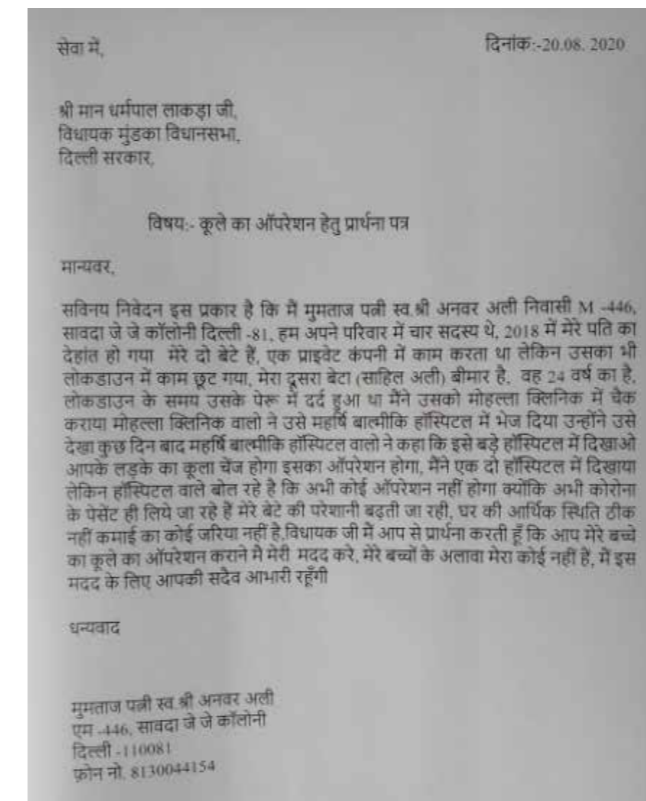 सेवा में,
दिनांक:-20.08. 2020
श्री मान धर्मपाल लाकड़ा जी,
विधायक मुंडका विधानसभा,
दिल्ली सरकार,
विषय:- कूले का ऑपरेशन हेतु प्रार्थना पत्र
मान्यवर,
सविनय निवेदन इस प्रकार है कि मैं मुमताज पत्नी स्व.श्री अनवर अली निवासी M -446,
सावदा जे जे कॉलोनी दिल्ली -81, हम अपने परिवार में चार सदस्य थे, 2018 में मेरे पति का
देहांत हो गया मेरे दो बेटे हैं, एक प्राइवेट कंपनी में काम करता था लेकिन उसका भी
लोकडाउन में काम छूट गया, मेरा दूसरा बेटा (साहिल अली) बीमार है, वह 24 वर्ष का है,
लोकडाउन के समय उसके पेरू में दर्द हुआ था मैंने उसको मोहल्ला क्लिनिक में चैक
कराया मोहल्ला क्लिनिक वालो ने उसे महर्षि बाल्मीकि हॉस्पिटल में भेज दिया उन्होंने उसे
देखा कुछ दिन बाद महर्षि बाल्मीकि हॉस्पिटल वालो ने कहा कि इसे बड़े हॉस्पिटल में दिखाओ
आपके लड़के का कूला चेंज होगा इसका ऑपरेशन होगा, मैंने एक दो हॉस्पिटल में दिखाया
लेकिन हॉस्पिटल वाले बोल रहे है कि अभी कोई ऑपरेशन नहीं होगा क्योंकि अभी कोरोना
के पेसेंट ही लिये जा रहे हैं मेरे बेटे की परेशानी बढ़ती जा रही, घर की आर्थिक स्थिति ठीक
नहीं कमाई का कोई जरिया नहीं है,विधायक जी मैं आप से प्रार्थना करती हूँ कि आप मेरे बच्चे
का कूले का ऑपरेशन कराने मै मेरी मदद करे, मेरे बच्चों के अलावा मेरा कोई नहीं हैं, मैं इस
मदद के लिए आपकी सदैव आभारी रहूँगी
धन्यवाद
मुमताज पत्नी स्व.श्री अनवर अली
एम -446, सावदा जे जे कॉलोनी
दिल्ली -110081
फ़ोन नो. 8130044154